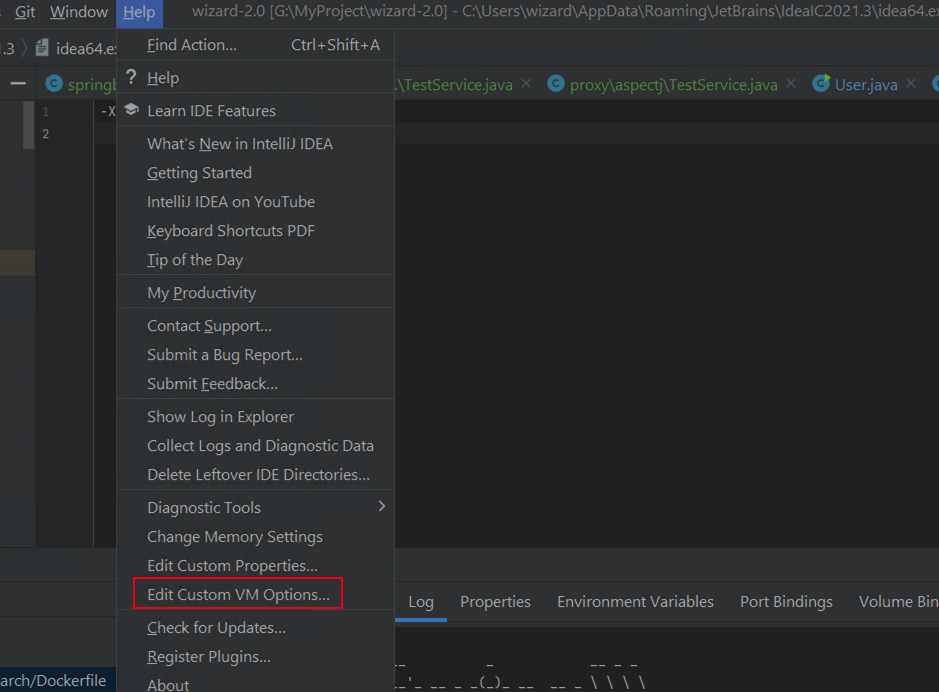 Git Window Help wizard-2.0 [G:\MyProject\wizard-2.0] - C:\Users\wizard\AppData\Roaming\JetBrains\IdeaIC2021.3\idea64.ex
.3 idea64.ex
Find Action... Ctrl+Shift+A
? Help
springb .\TestService.java proxy\aspectj\TestService.java User.java
1 -X
Learn IDE Features
2
What's New in IntelliJ IDEA
Getting Started
IntelliJ IDEA on YouTube
Keyboard Shortcuts PDF
Tip of the Day
My Productivity
Contact Support...
Submit a Bug Report...
Submit Feedback...
Show Log in Explorer
Collect Logs and Diagnostic Data
Delete Leftover IDE Directories...
Diagnostic Tools
Change Memory Settings
Edit Custom Properties...
Edit Custom VM Options...
Log Properties Environment Variables Port Bindings Volume Bin
Check for Updates...
Register Plugins...
arch/Dockerfile
About